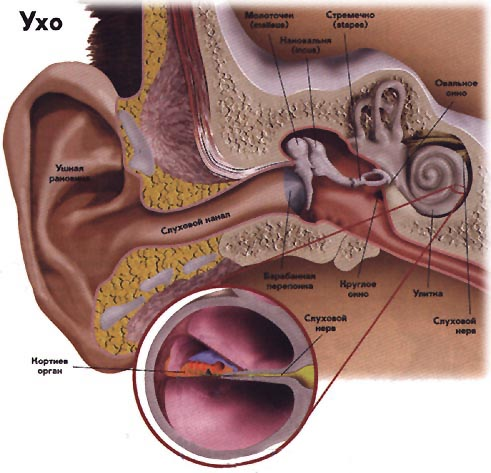 Ухо
Молоточек
(malleus)
Стремечко
(stapes)
Наковальня
(incus)
Овальное
окно
Ушная
раковина
Слуховой канал
Барабанная
перепонка
Круглое
окно
Улитка
Слуховой
нерв
Слуховой
нерв
Кортиев
орган